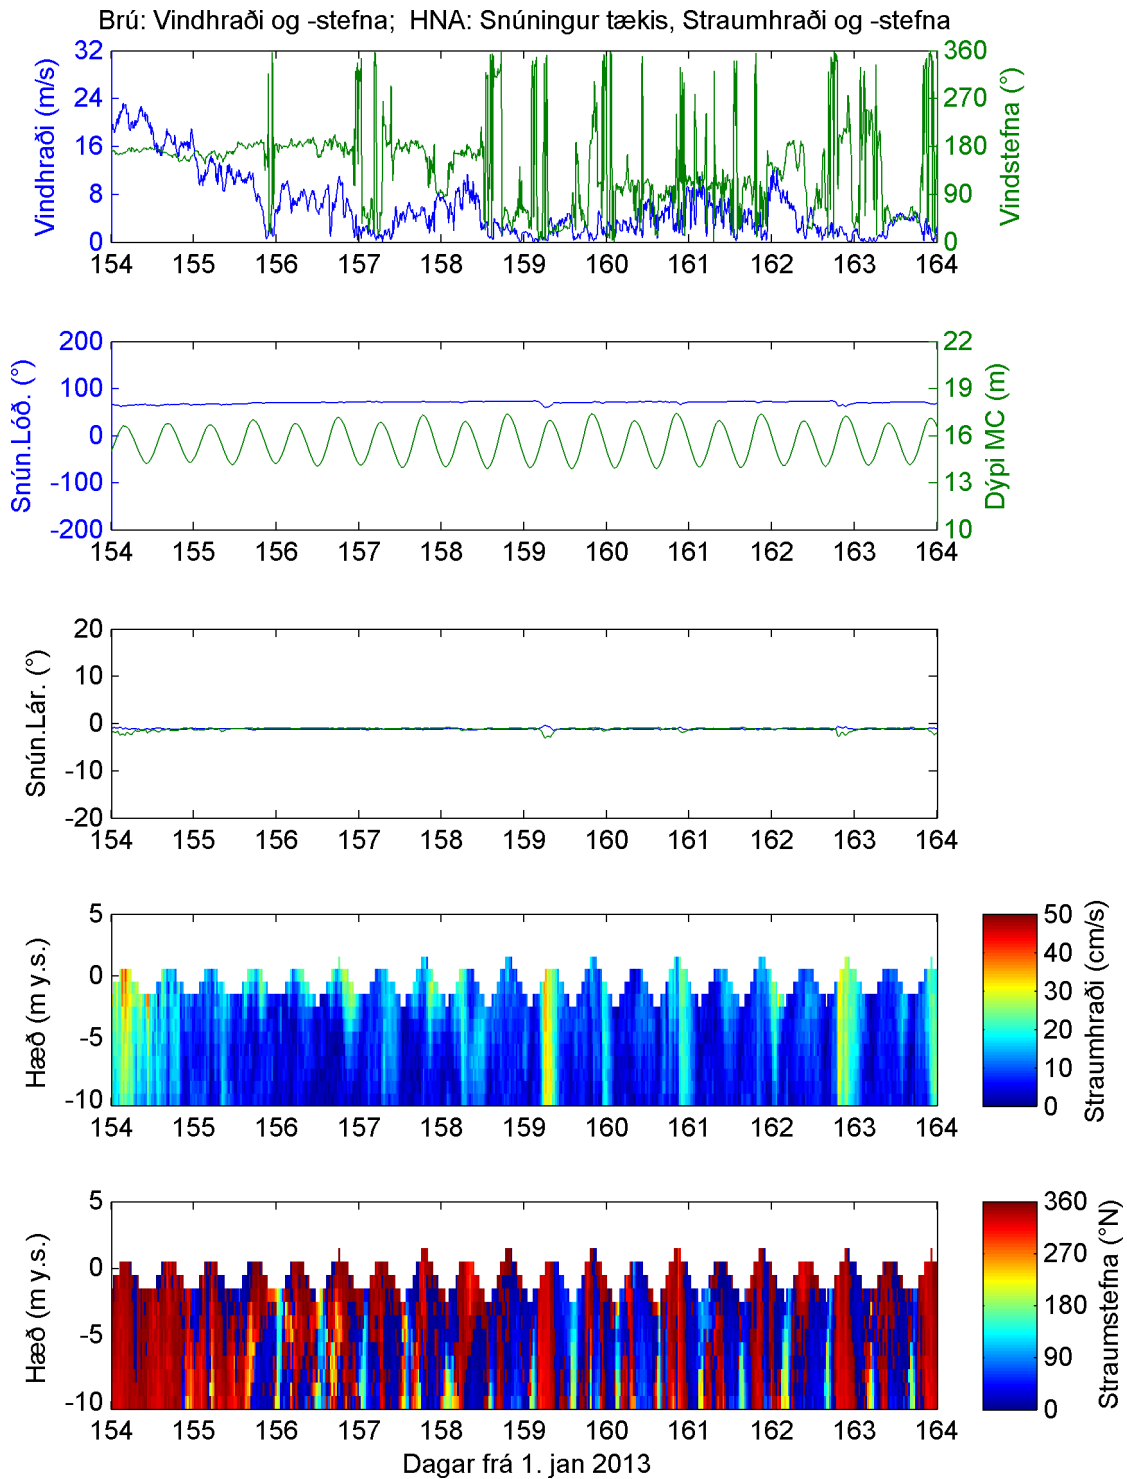 Brú: Vindhraði og -stefna;  HNA: Snúningur tækis, Straumhraði og -stefna
Vindhraði (m/s)
32
24
16
8
0
360
270
180
90
0
Vindstefna (°)
154 155 156 157 158 159 160 161 162 163 164
Snún.Lóð. (°)
200
100
0
-100
-200
22
19
16
13
10
Dýpi MC (m)
154 155 156 157 158 159 160 161 162 163 164
Snún.Lár. (°)
20
10
0
-10
-20
154 155 156 157 158 159 160 161 162 163 164
Hæð (m y.s.)
5
0
-5
-10
154 155 156 157 158 159 160 161 162 163 164
50
40
30
20
10
0
Straumhraði (cm/s)
Hæð (m y.s.)
5
0
-5
-10
154 155 156 157 158 159 160 161 162 163 164
360
270
180
90
0
Straumstefna (°N)
Dagar frá 1. jan 2013